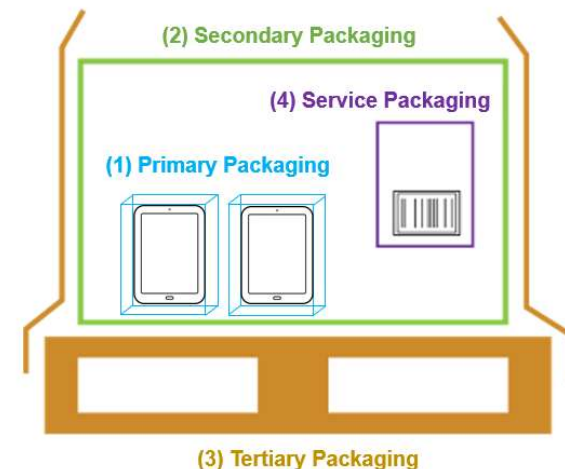 (2) Secondary Packaging
(4) Service Packaging
(1) Primary Packaging
(3) Tertiary Packaging